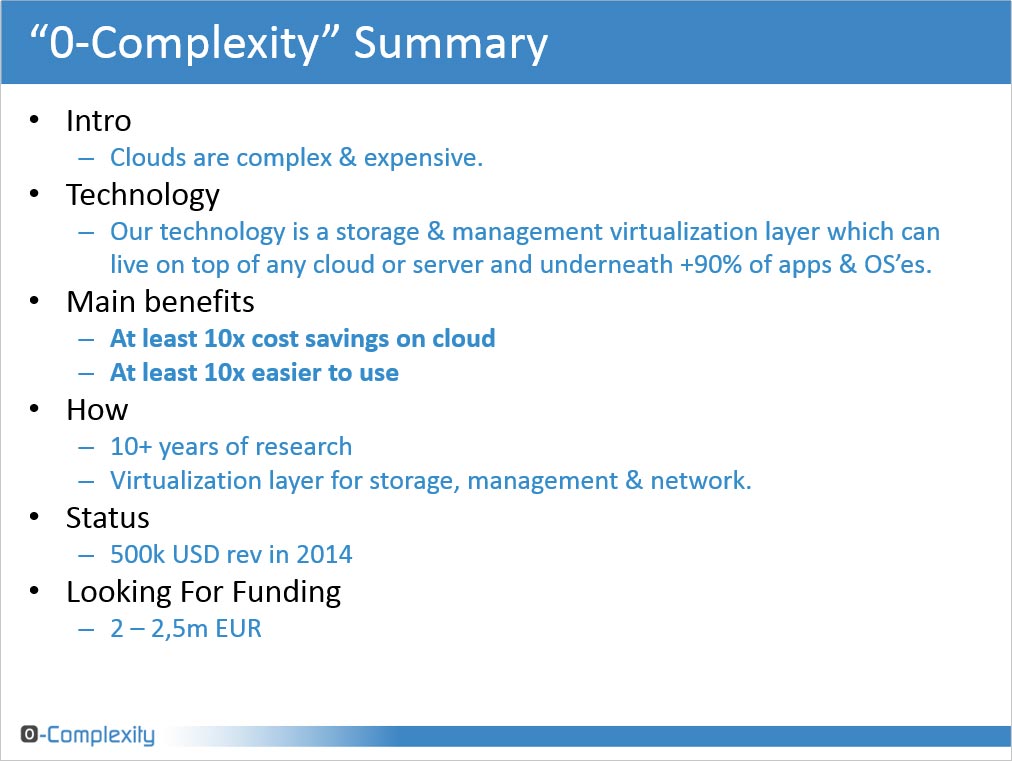 “0-Complexity” Summary
• Intro
– Clouds are complex & expensive.
• Technology
– Our technology is a storage & management virtualization layer which can
live on top of any cloud or server and underneath +90% of apps & OS’es.
• Main benefits
– At least 10x cost savings on cloud
– At least 10x easier to use
• How
– 10+ years of research
– Virtualization layer for storage, management & network.
• Status
– 500k USD rev in 2014
• Looking For Funding
– 2 – 2,5m EUR
0-Complexity